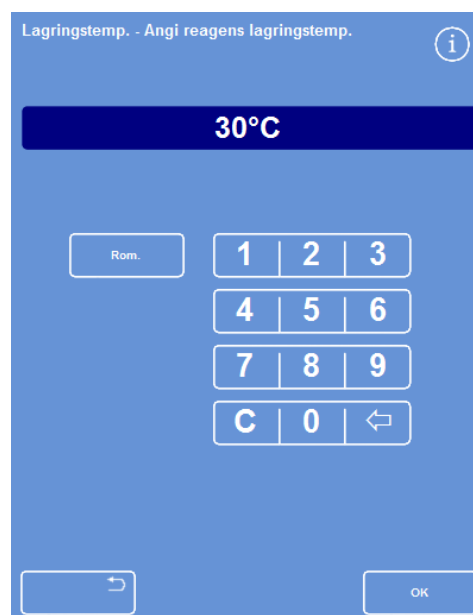 Lagringstemp. - Angi reagens lagringstemp.
i
30°C
Rom.
1 2 3
4 5 6
7 8 9
C 0
OK